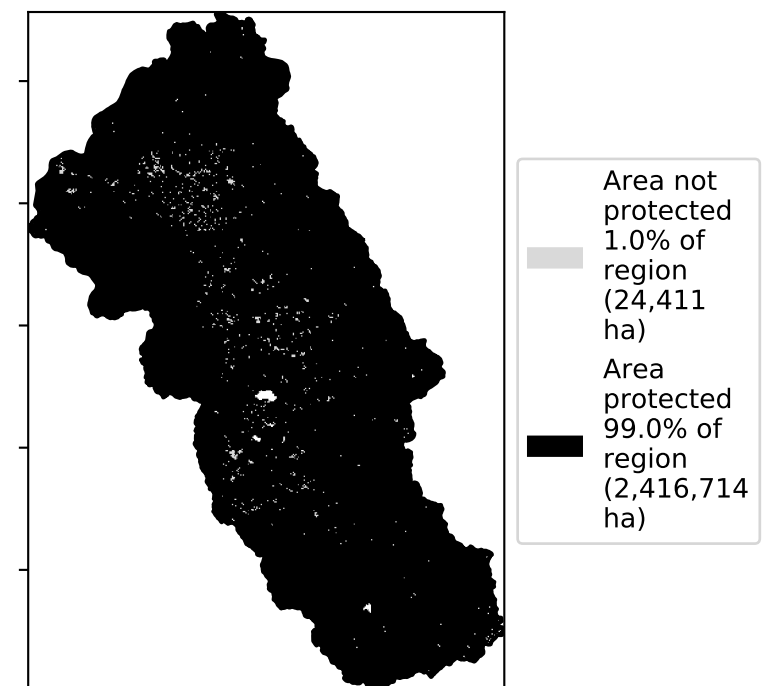 Area not
protected
1.0% of
region
(24,411
ha)
Area
protected
99.0% of
region
(2,416,714
ha)